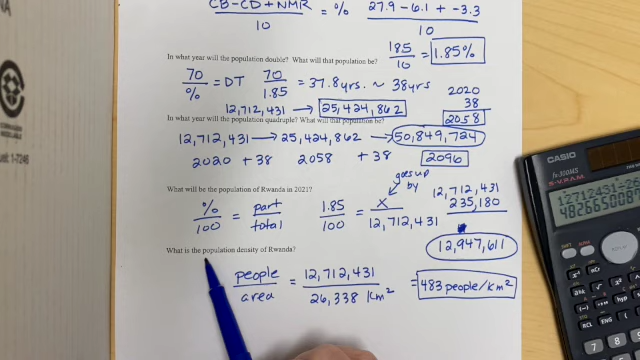 CB-CD + NMR = % 27.9 - 6.1 + -3.3
10 10
185/10 = 1.85%
In what year will the population double? What will that population be?
70/% = DT 70/1.85 = 37.8yrs. ~ 38yrs
2020
38
2058
12,712,431 → 25,424,862
In what year will the population quadruple? What will that population be?
12,712,431 → 25,424,862 → 50,849,724
2020 +38 2058 +38 2096
What will be the population of Rwanda in 2021?
goes up by
%/100 = part/total 1.85/100 = x/12,712,431
12,712,431
235,180
12,947,611
What is the population density of Rwanda?
people/area = 12,712,431/26,338 km² = 483 people/km²
CASIO
fx-300MS
S-V.P.A.M.
12712431÷26
482.6650087